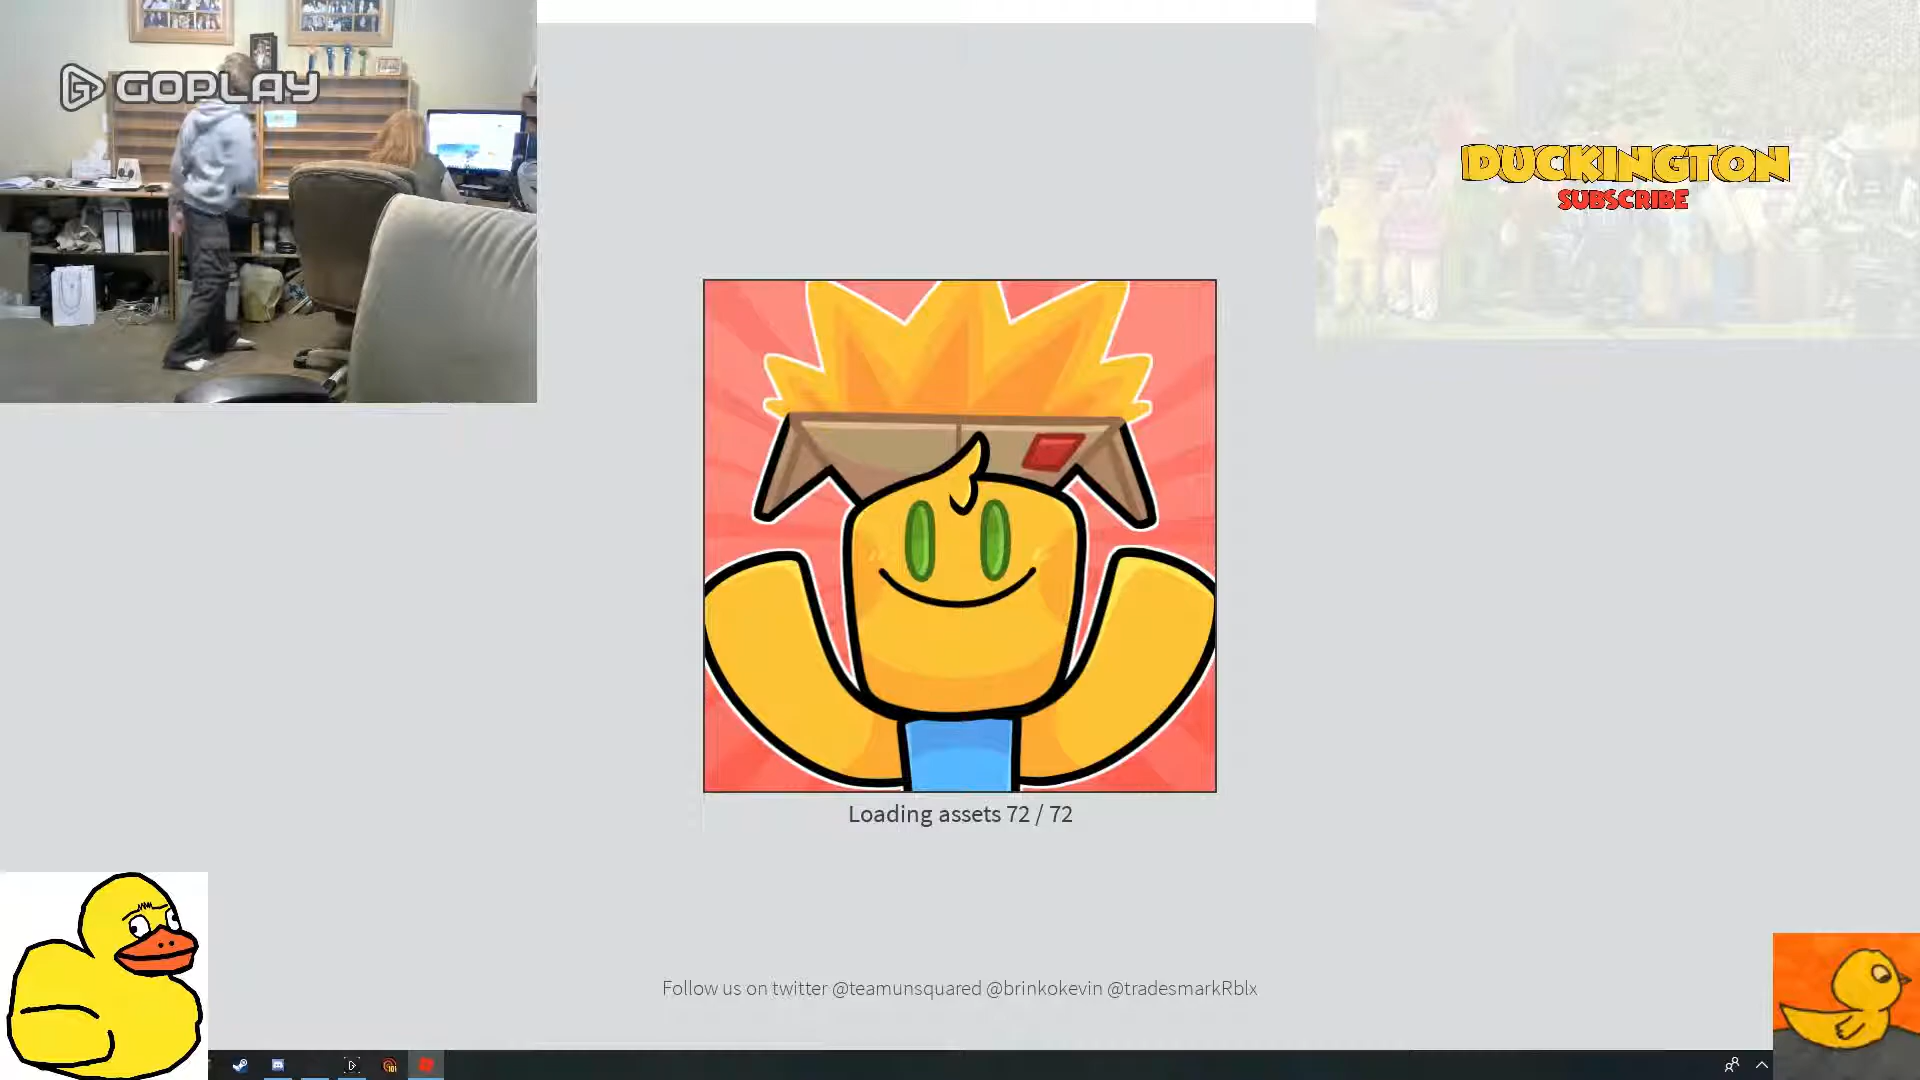 GOPLAY
DUCKINGTON
SUBSCRIBE
Loading assets 72 / 72
Follow us on twitter @teamunsquared @brinkokevin @tradesmarkRblx